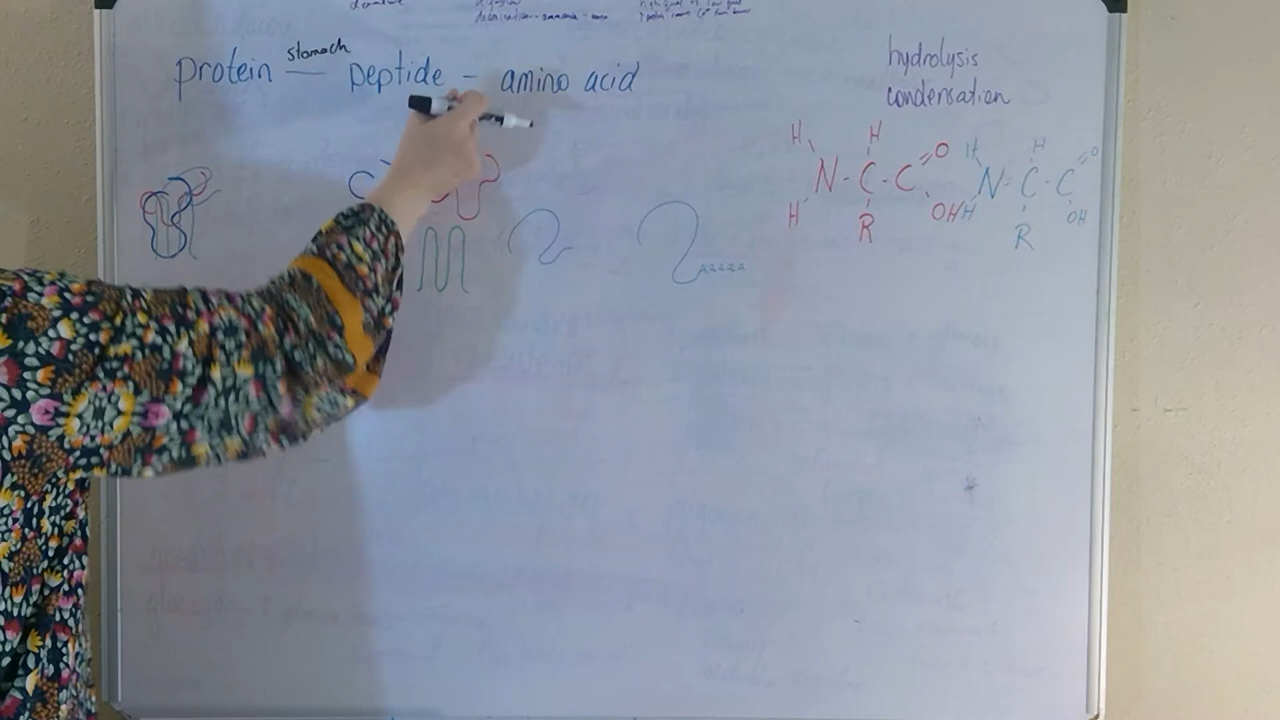 protein — stomach peptide - amino acid
hydrolysis
condensation
H H O H H O
N - C - C N - C - C
H R OH H R OH